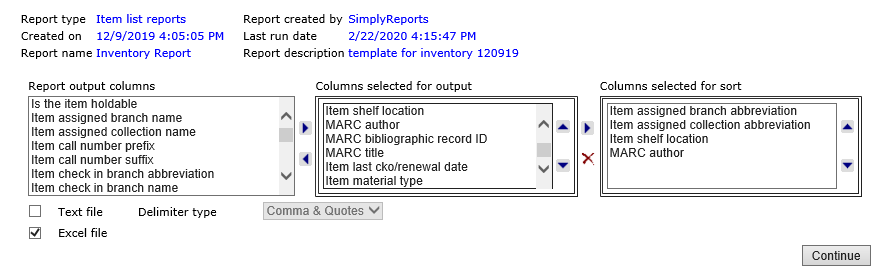 Report type Item list reports Report created by SimplyReports
Created on 12/9/2019 4:05:05 PM Last run date 2/22/2020 4:15:47 PM
Report name Inventory Report Report description template for inventory 120919
Report output columns
Is the item holdable
Item assigned branch name
Item assigned collection name
Item call number prefix
Item call number suffix
Item check in branch abbreviation
Item check in branch name
Columns selected for output
Item shelf location
MARC author
MARC bibliographic record ID
MARC title
Item last cko/renewal date
Item material type
Columns selected for sort
Item assigned branch abbreviation
Item assigned collection abbreviation
Item shelf location
MARC author
Text file Delimiter type Comma & Quotes
Excel file
Continue